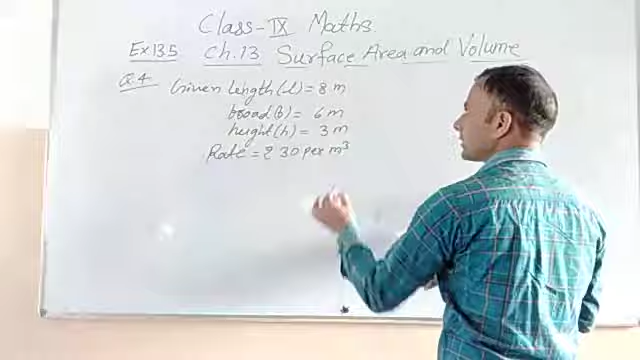 Class-IX Maths.
Ex 13.5 Ch.13 Surface Area and Volume
Q.4 Given length(l) = 8 m
broad(b) = 6 m
height(h) = 3 m
Rate = ₹ 30 per m³